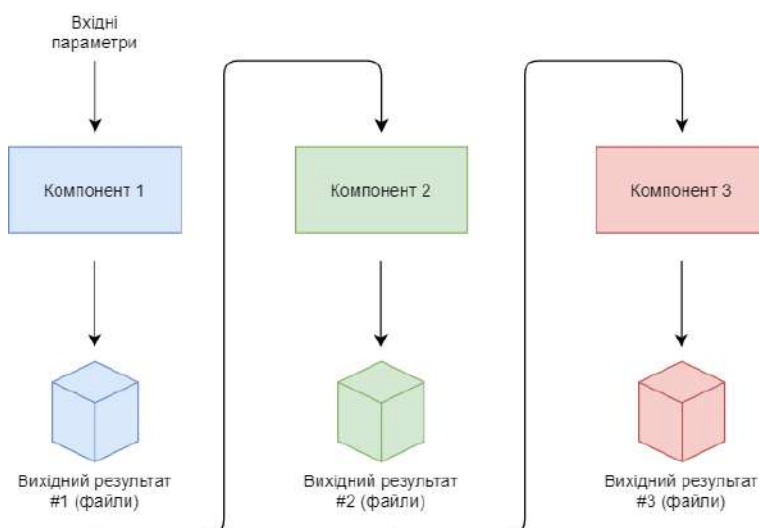 Вхідні
параметри
Компонент 1
Компонент 2
Компонент 3
Вихідний результат
#1 (файли)
Вихідний результат
#2 (файли)
Вихідний результат
#3 (файли)